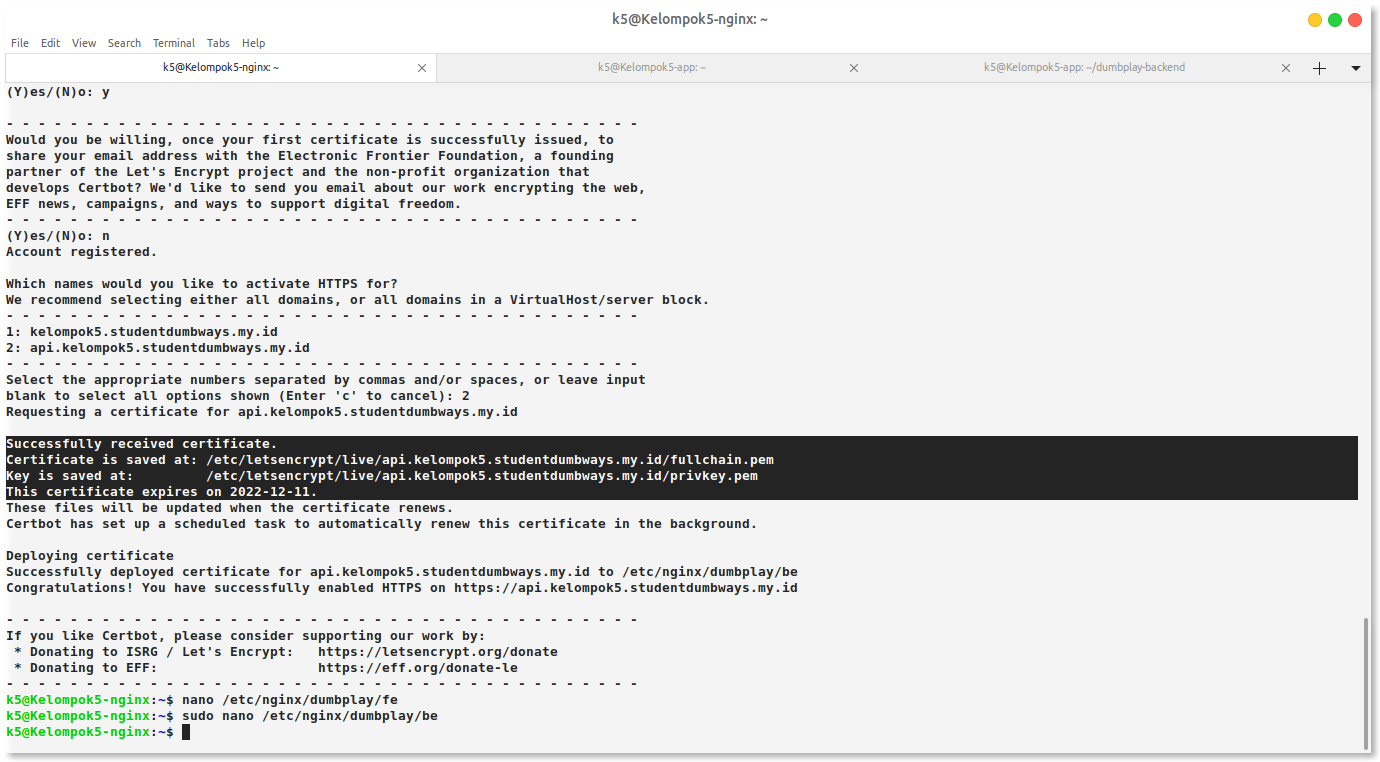 k5@Kelompok5-nginx: ~
File Edit View Search Terminal Tabs Help
k5@Kelompok5-nginx: ~ k5@Kelompok5-app: ~ k5@Kelompok5-app: ~/dumbplay-backend
(Y)es/(N)o: y
- - - - - - - - - - - - - - - - - - - - - - - - - - - - - - - - - - - - - - - -
Would you be willing, once your first certificate is successfully issued, to
share your email address with the Electronic Frontier Foundation, a founding
partner of the Let's Encrypt project and the non-profit organization that
develops Certbot? We'd like to send you email about our work encrypting the web,
EFF news, campaigns, and ways to support digital freedom.
- - - - - - - - - - - - - - - - - - - - - - - - - - - - - - - - - - - - - - - -
(Y)es/(N)o: n
Account registered.
Which names would you like to activate HTTPS for?
We recommend selecting either all domains, or all domains in a VirtualHost/server block.
- - - - - - - - - - - - - - - - - - - - - - - - - - - - - - - - - - - - - - - -
1: kelompok5.studentdumbways.my.id
2: api.kelompok5.studentdumbways.my.id
- - - - - - - - - - - - - - - - - - - - - - - - - - - - - - - - - - - - - - - -
Select the appropriate numbers separated by commas and/or spaces, or leave input
blank to select all options shown (Enter 'c' to cancel): 2
Requesting a certificate for api.kelompok5.studentdumbways.my.id
Successfully received certificate.
Certificate is saved at: /etc/letsencrypt/live/api.kelompok5.studentdumbways.my.id/fullchain.pem
Key is saved at:         /etc/letsencrypt/live/api.kelompok5.studentdumbways.my.id/privkey.pem
This certificate expires on 2022-12-11.
These files will be updated when the certificate renews.
Certbot has set up a scheduled task to automatically renew this certificate in the background.
Deploying certificate
Successfully deployed certificate for api.kelompok5.studentdumbways.my.id to /etc/nginx/dumbplay/be
Congratulations! You have successfully enabled HTTPS on https://api.kelompok5.studentdumbways.my.id
- - - - - - - - - - - - - - - - - - - - - - - - - - - - - - - - - - - - - - - -
If you like Certbot, please consider supporting our work by:
 * Donating to ISRG / Let's Encrypt:   https://letsencrypt.org/donate
 * Donating to EFF:                    https://eff.org/donate-le
- - - - - - - - - - - - - - - - - - - - - - - - - - - - - - - - - - - - - - - -
k5@Kelompok5-nginx:~$ nano /etc/nginx/dumbplay/fe
k5@Kelompok5-nginx:~$ sudo nano /etc/nginx/dumbplay/be
k5@Kelompok5-nginx:~$